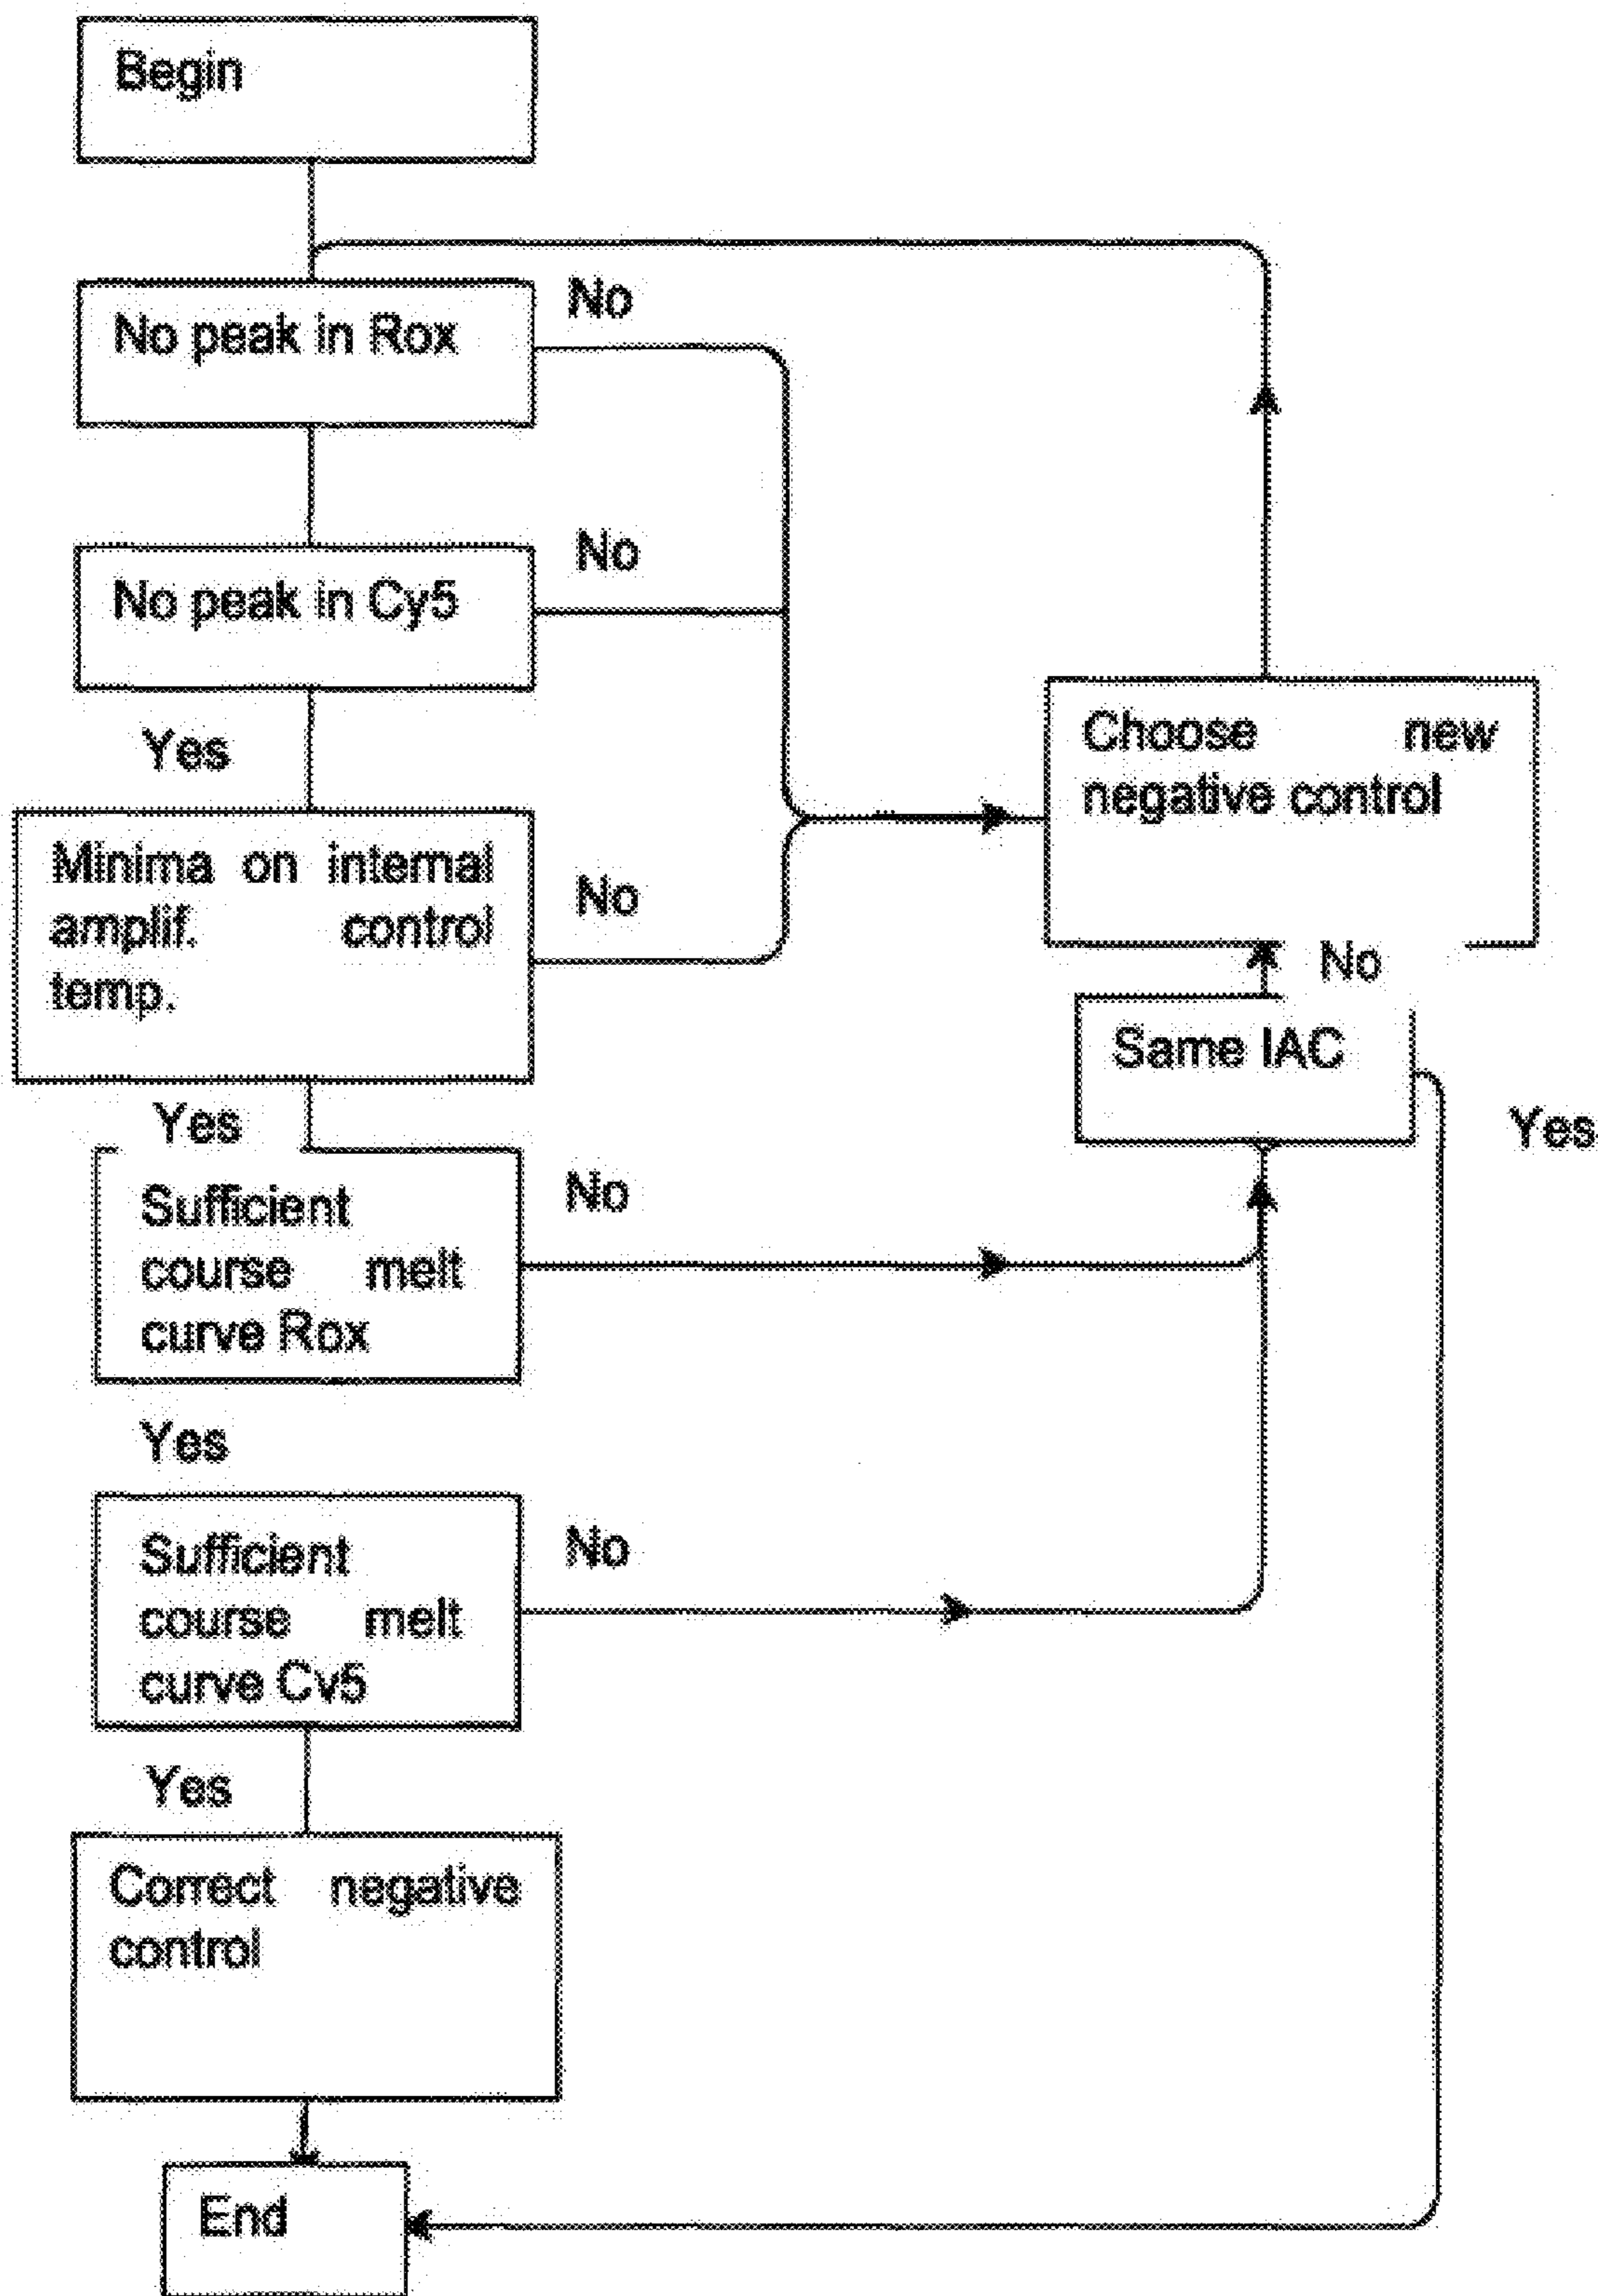 Begin
No peak in Rox
No
No peak in Cy5
No
Yes
Minima on internal
amplif. control
temp.
No
Choose new
negative control
No
Same IAC
Yes
Yes
Sufficient
course melt
curve Rox
No
Yes
Sufficient
course melt
curve Cv5
No
Yes
Correct negative
control
End